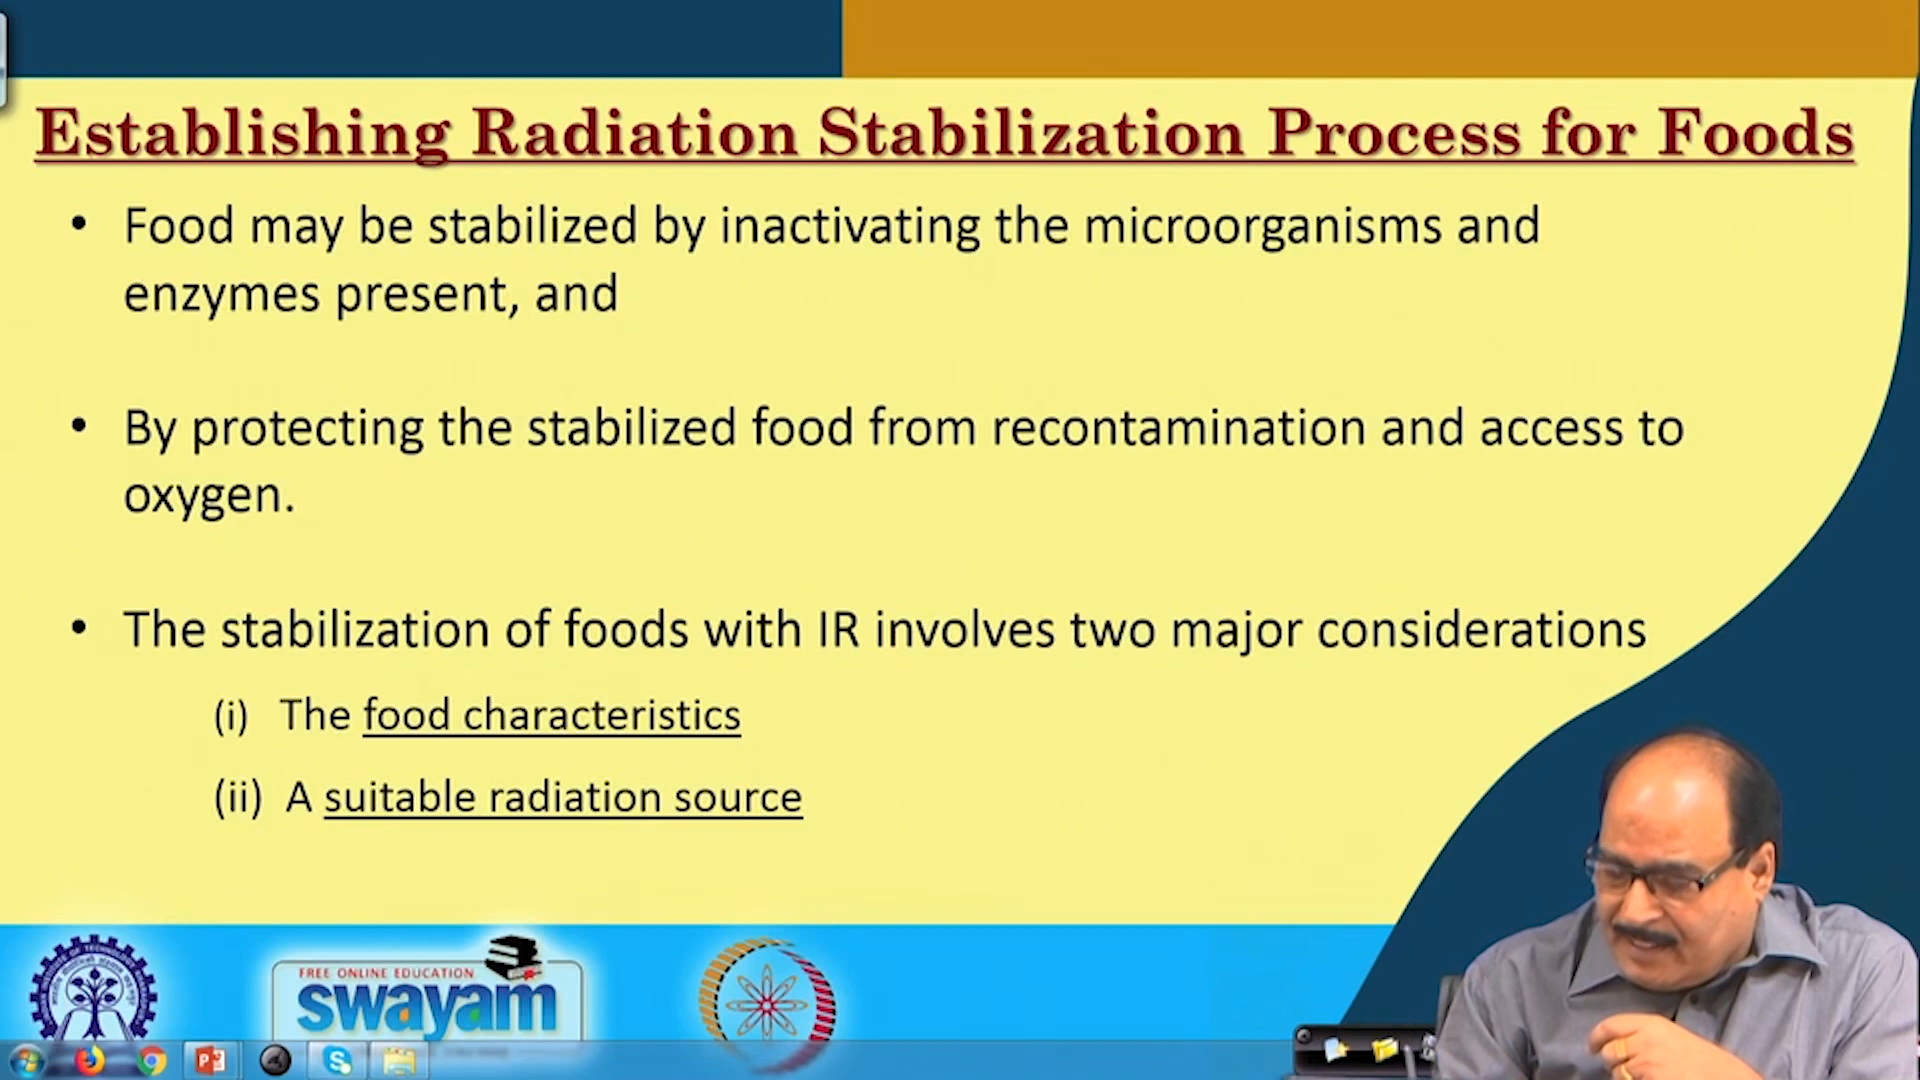 Establishing Radiation Stabilization Process for Foods
• Food may be stabilized by inactivating the microorganisms and
enzymes present, and
• By protecting the stabilized food from recontamination and access to
oxygen.
• The stabilization of foods with IR involves two major considerations
(i) The food characteristics
(ii) A suitable radiation source
FREE ONLINE EDUCATION
swayam